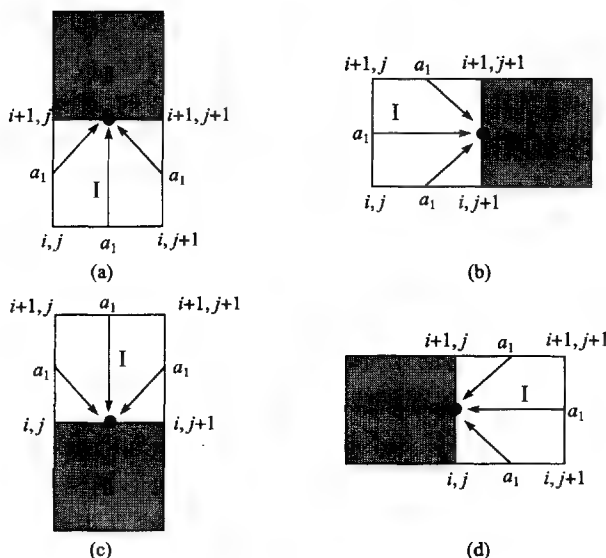 i+1, j
i+1, j+1
a1
I
a1
i, j
a1
i, j+1
(a)
i+1, j
a1
i+1, j+1
a1
I
i, j
a1
i, j+1
(b)
i+1, j
a1
i+1, j+1
a1
I
a1
i, j
i, j+1
(c)
i+1, j
a1
i+1, j+1
I
a1
i, j
a1
i, j+1
(d)